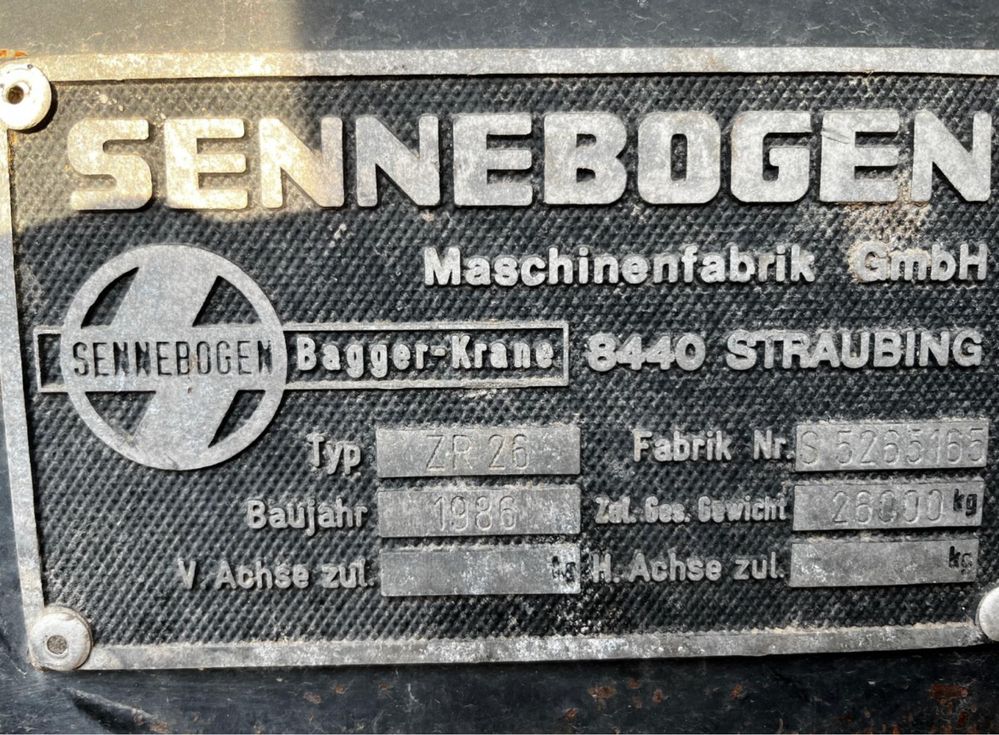 SENNEBOGEN
Maschinenfabrik GmbH
SENNEBOGEN Bagger-Krane 8440 STRAUBING
Typ ZR 26 Fabrik Nr. S 5265165
Baujahr 1986 Zul. Ges. Gewicht 26000 kg
V Achse zul. kg H. Achse zul. kg